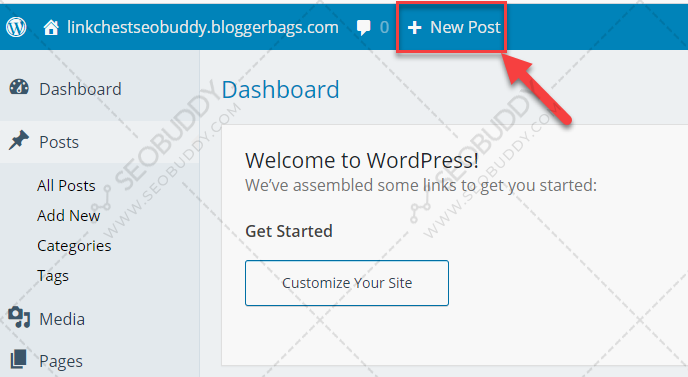 linkchestseobuddy.bloggerbags.com 0 + New Post
Dashboard
Posts
All Posts
Add New
Categories
Tags
Media
Pages
Dashboard
Welcome to WordPress!
We've assembled some links to get you started:
Get Started
Customize Your Site
SEOBUDDY
WWW.SEOBUDDY.COM
SEOBUDDY
WWW.SEOBUDDY.COM